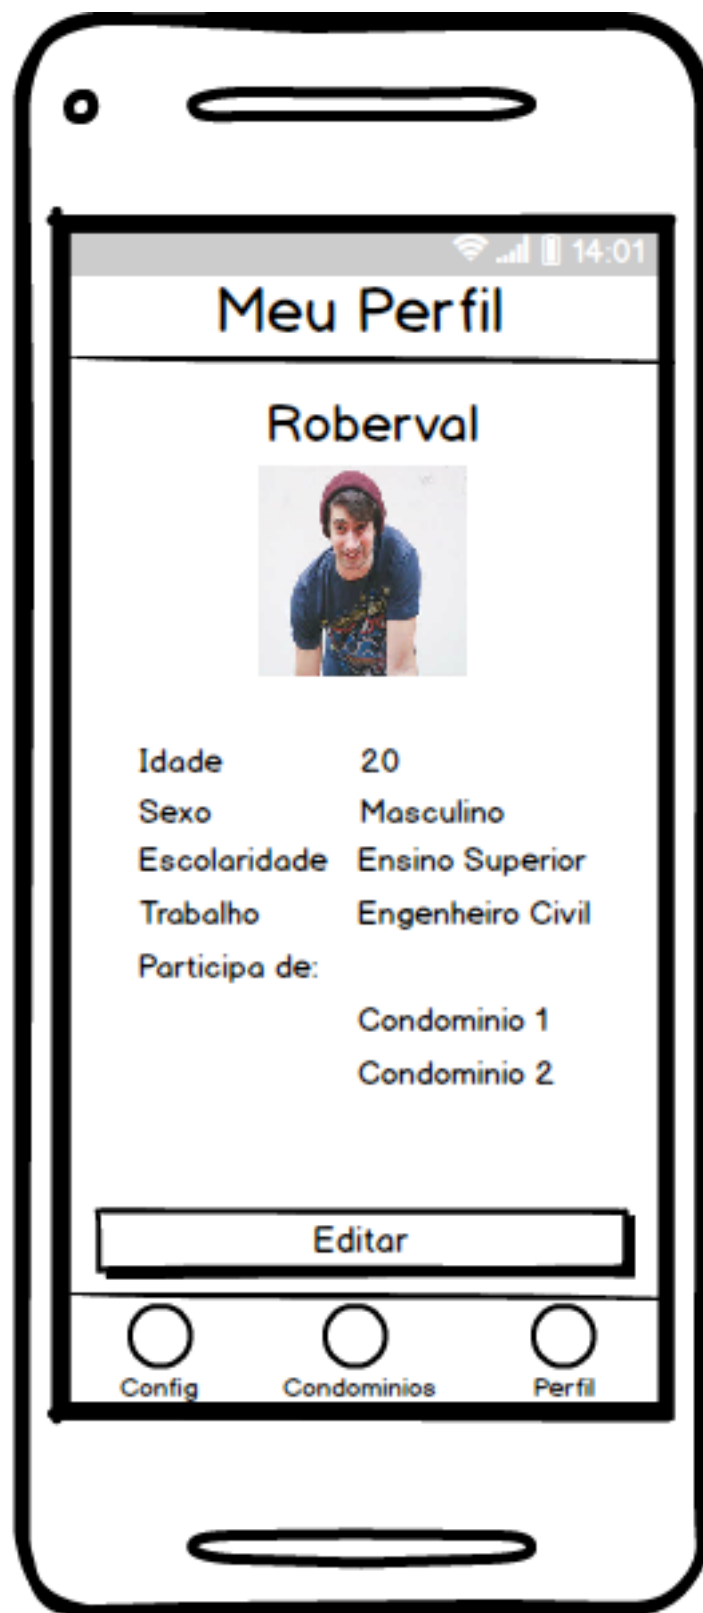 14:01
Meu Perfil
Roberval
Idade 20
Sexo Masculino
Escolaridade Ensino Superior
Trabalho Engenheiro Civil
Participa de:
Condominio 1
Condominio 2
Editar
Config Condominios Perfil